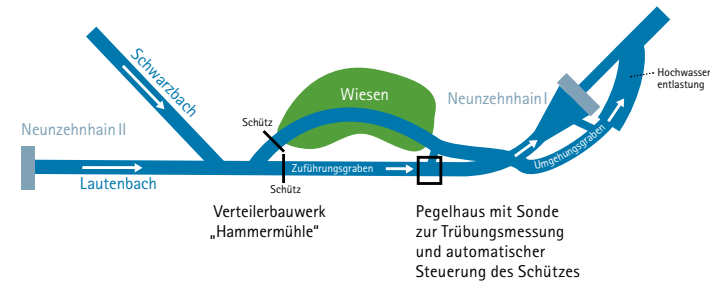 Schwarzbach
Wiesen
Hochwasser
entlastung
Neunzehnhain I
Schütz
Neunzehnhain II
Umgehungsgraben
Zuführungsgraben
Lautenbach
Schütz
Verteilerbauwerk
„Hammermühle“
Pegelhaus mit Sonde
zur Trübungsmessung
und automatischer
Steuerung des Schützes